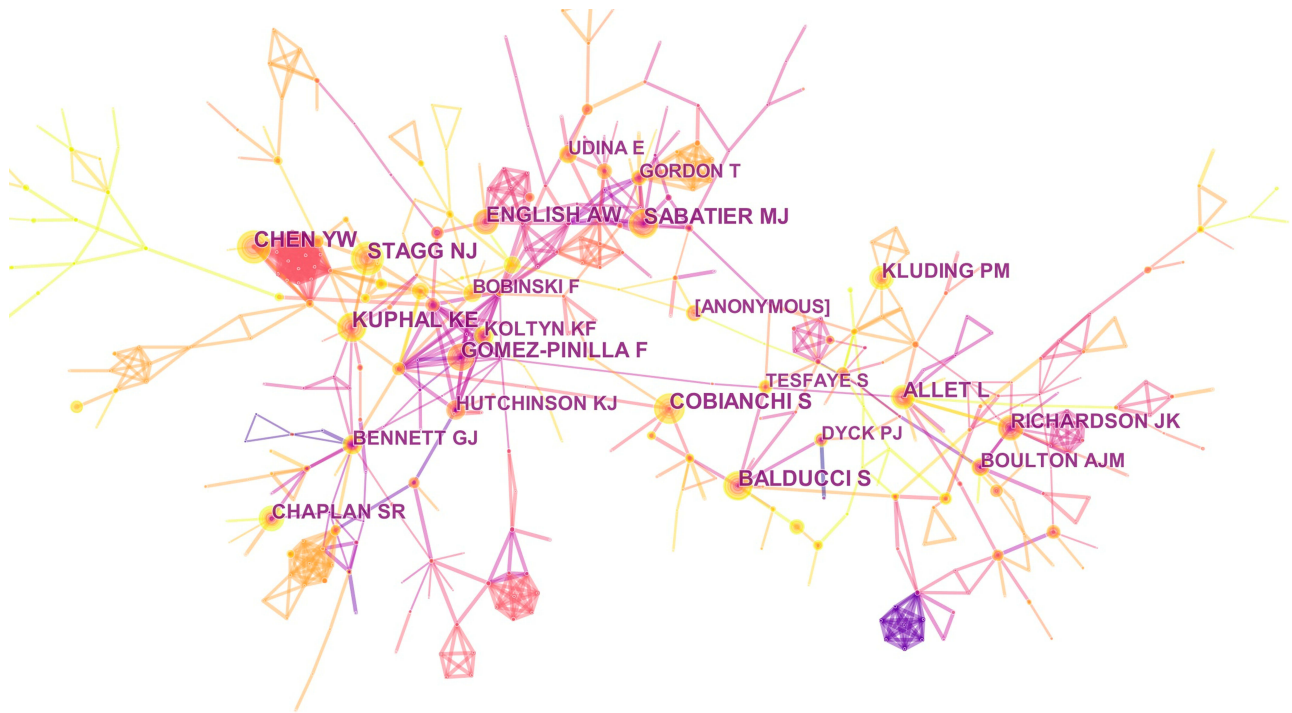 UDINA E
GORDON T
ENGLISH AW
SABATIER MJ
CHEN YW
STAGG NJ
KLUDING PM
BOBINSKI F
[ANONYMOUS]
KUPHAL KE
KOLTYN KF
GOMEZ-PINILLA F
TESFAYE S
ALLET L
COBIANCHI S
HUTCHINSON KJ
RICHARDSON JK
DYCK PJ
BENNETT GJ
BOULTON AJM
BALDUCCI S
CHAPLAN SR